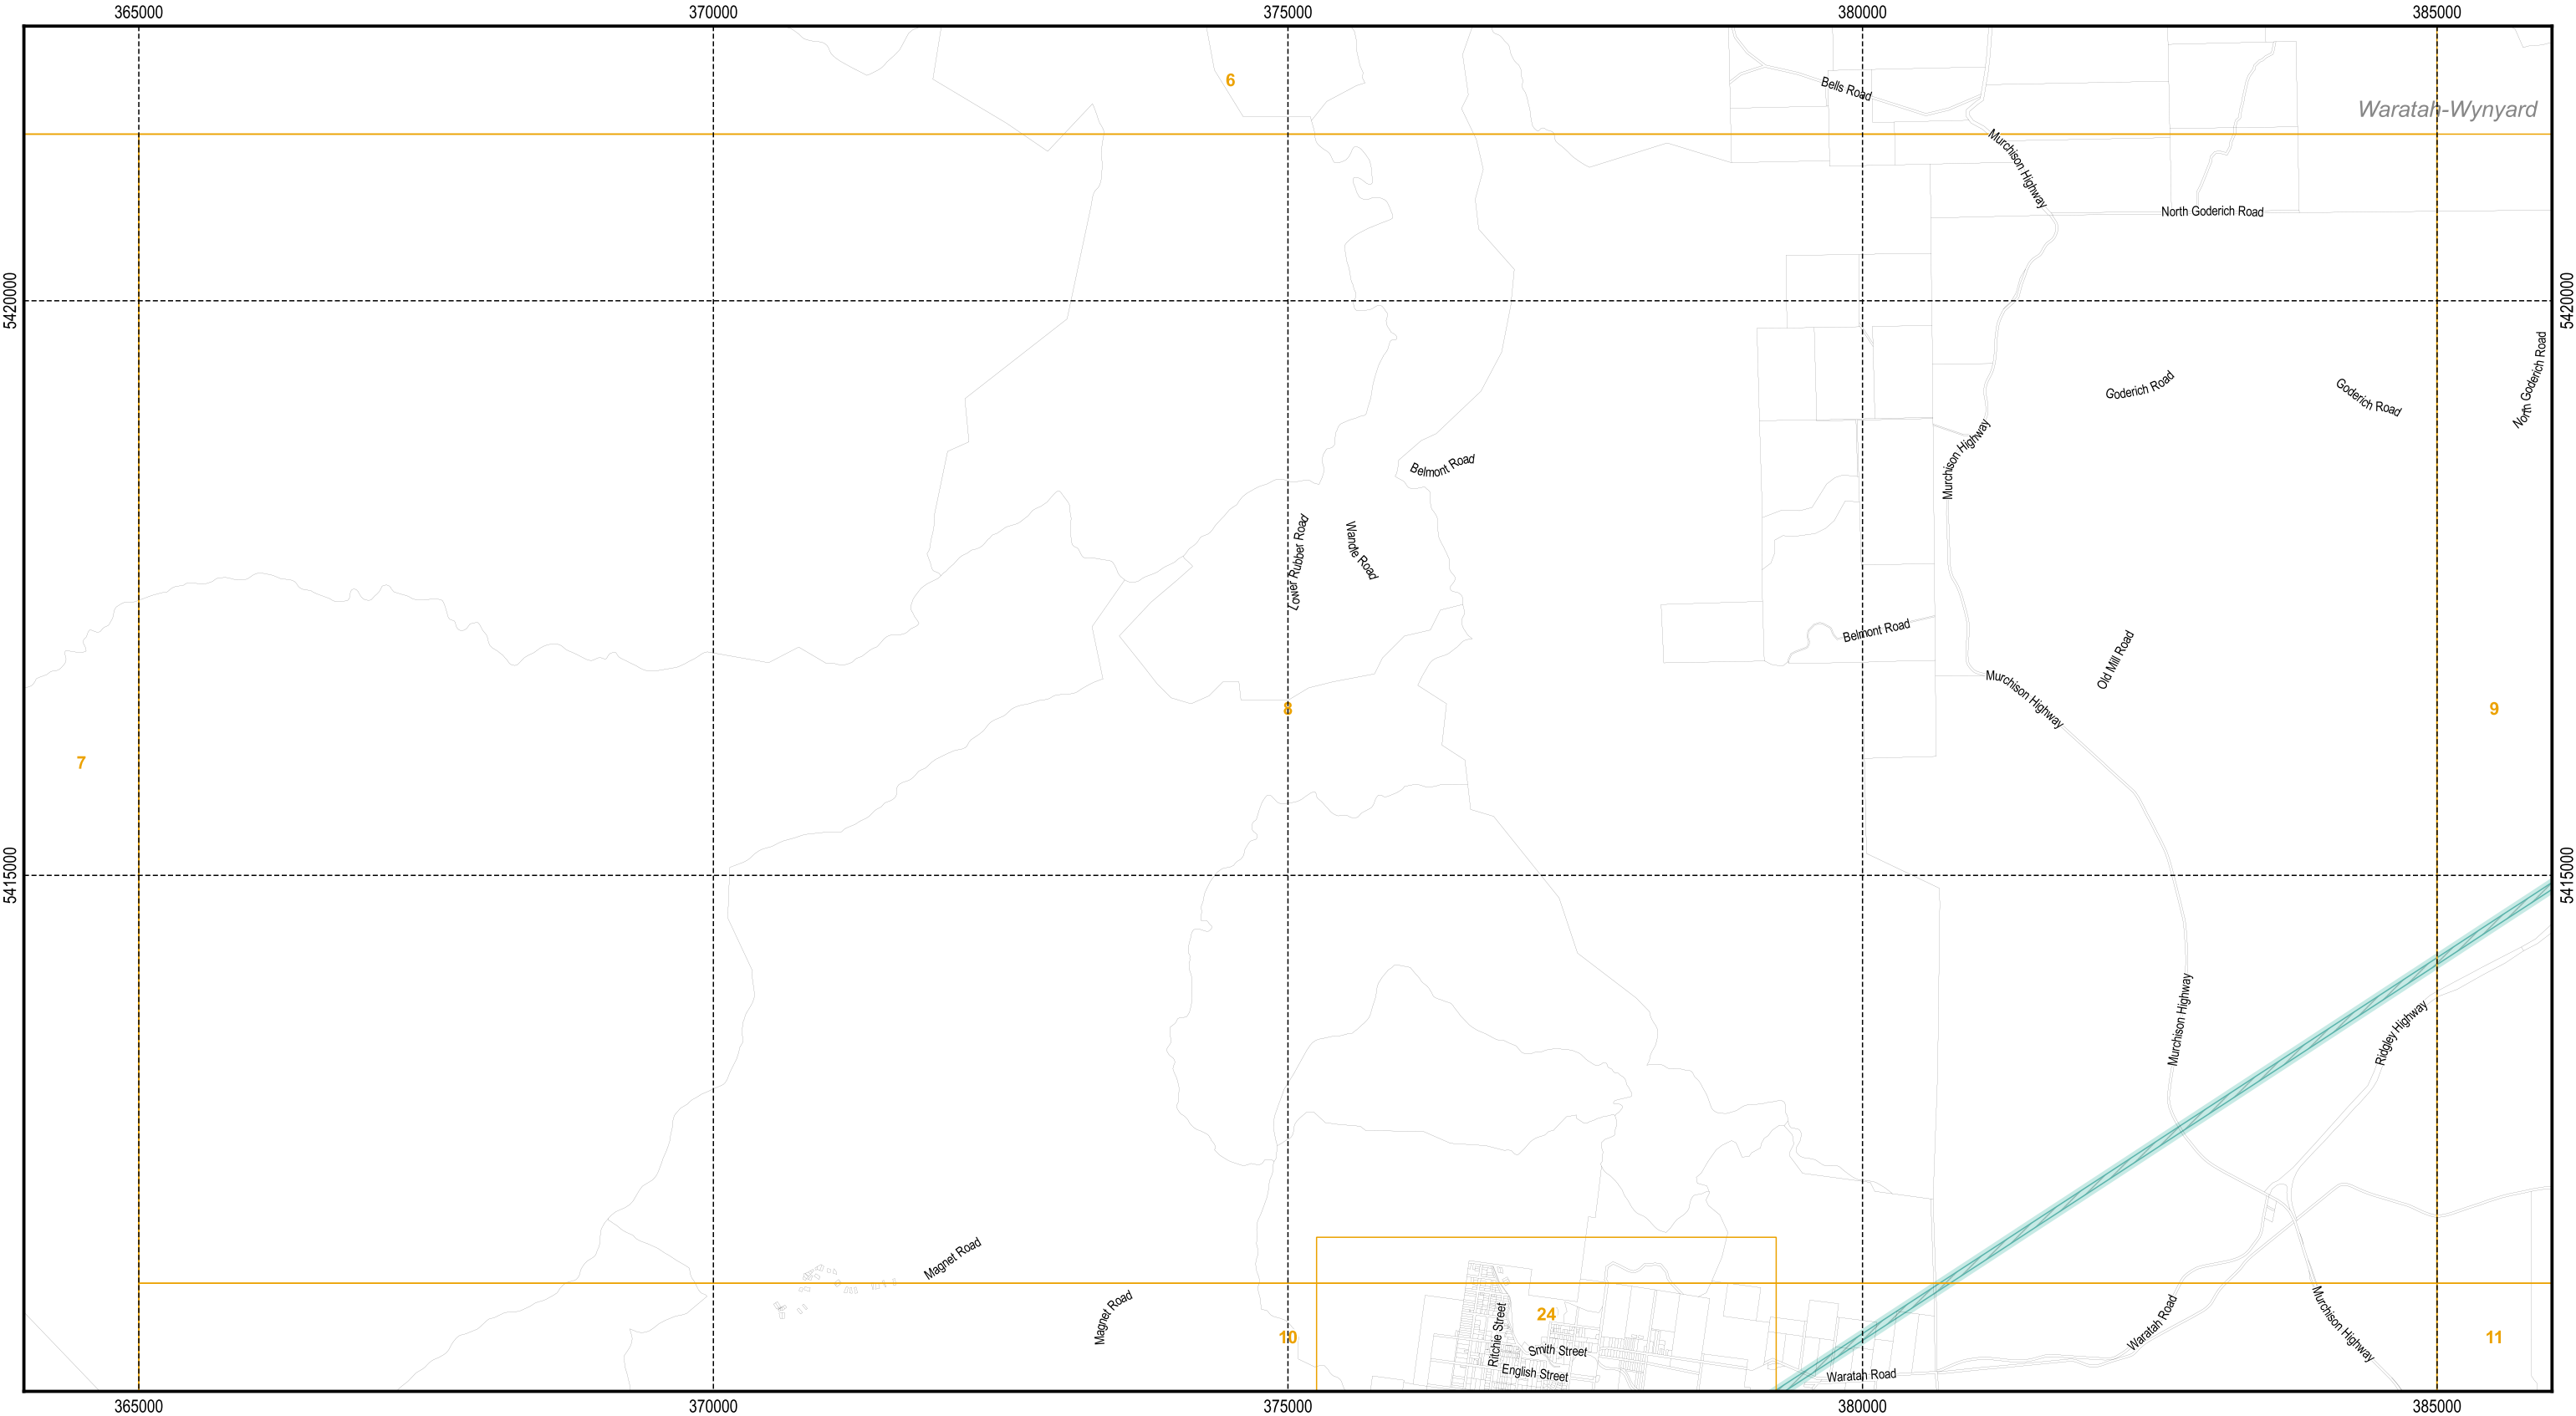 365000 370000 375000 380000 385000
6
Bells Road
Waratah-Wynyard
Murchison Highway
North Goderich Road
5420000
5420000
North Goderich Road
Goderich Road
Goderich Road
Murchison Highway
Belmont Road
Lower Rubber Road
Wandle Road
Belmont Road
Old Mill Road
Murchison Highway
8
9
7
5415000
5415000
Murchison Highway
Ridgley Highway
Magnet Road
Magnet Road
Ritchie Street
24
10
11
Smith Street
English Street
Waratah Road
Waratah Road
Murchison Highway
365000 370000 375000 380000 385000